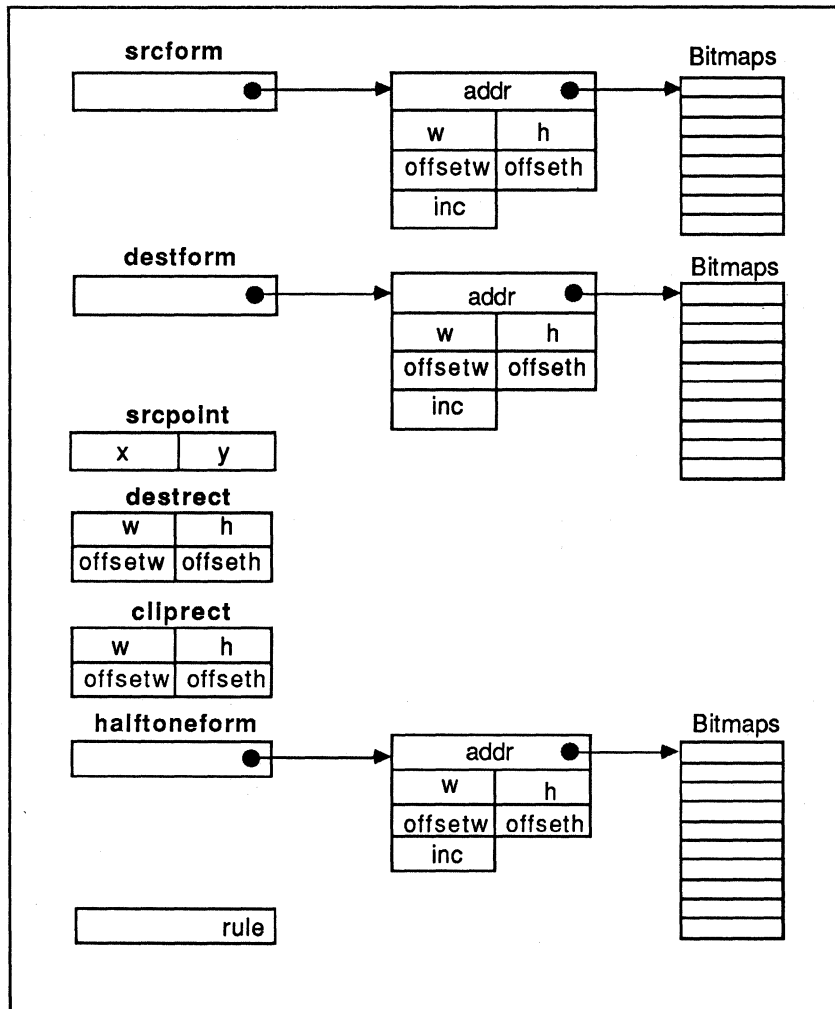 srcform
Bitmaps
addr
w h
offsetw offseth
inc
destform
Bitmaps
addr
w h
offsetw offseth
inc
srcpoint
x y
destrect
w h
offsetw offseth
cliprect
w h
offsetw offseth
halftoneform
Bitmaps
addr
w h
offsetw offseth
inc
rule